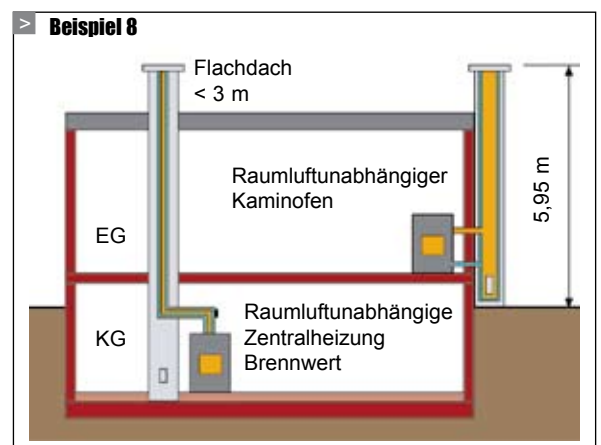 > Beispiel 8
Flachdach
< 3 m
Raumluftunabhängiger
Kaminofen
5,95 m
EG
KG
Raumluftunabhängige
Zentralheizung
Brennwert